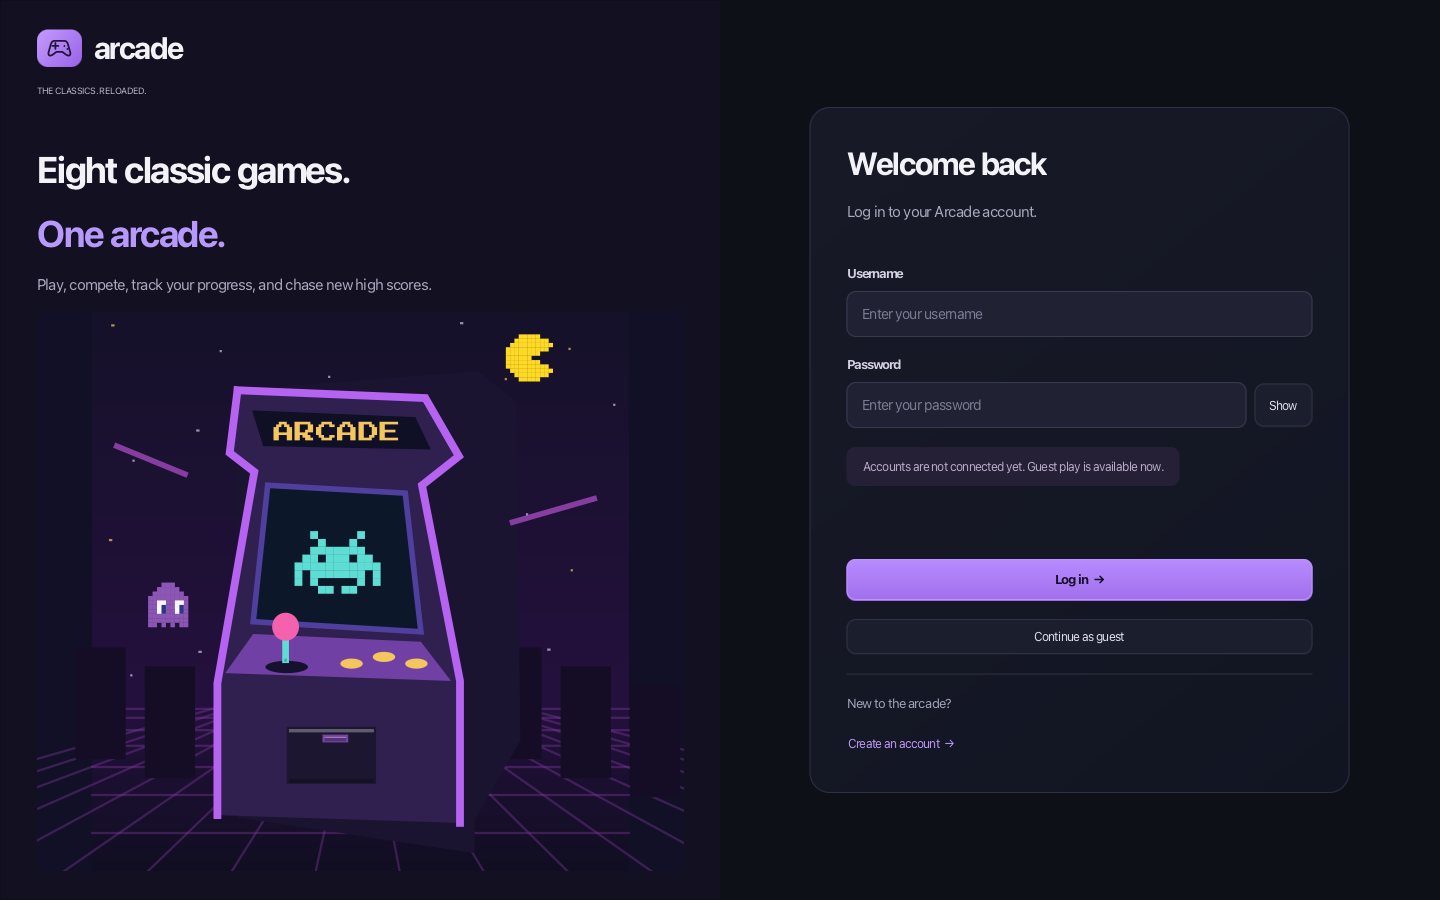 arcade
THE CLASSICS. RELOADED.
Eight classic games.
One arcade.
Play, compete, track your progress, and chase new high scores.
ARCADE
Welcome back
Log in to your Arcade account.
Username
Enter your username
Password
Enter your password
Show
Accounts are not connected yet. Guest play is available now.
Log in →
Continue as guest
New to the arcade?
Create an account →